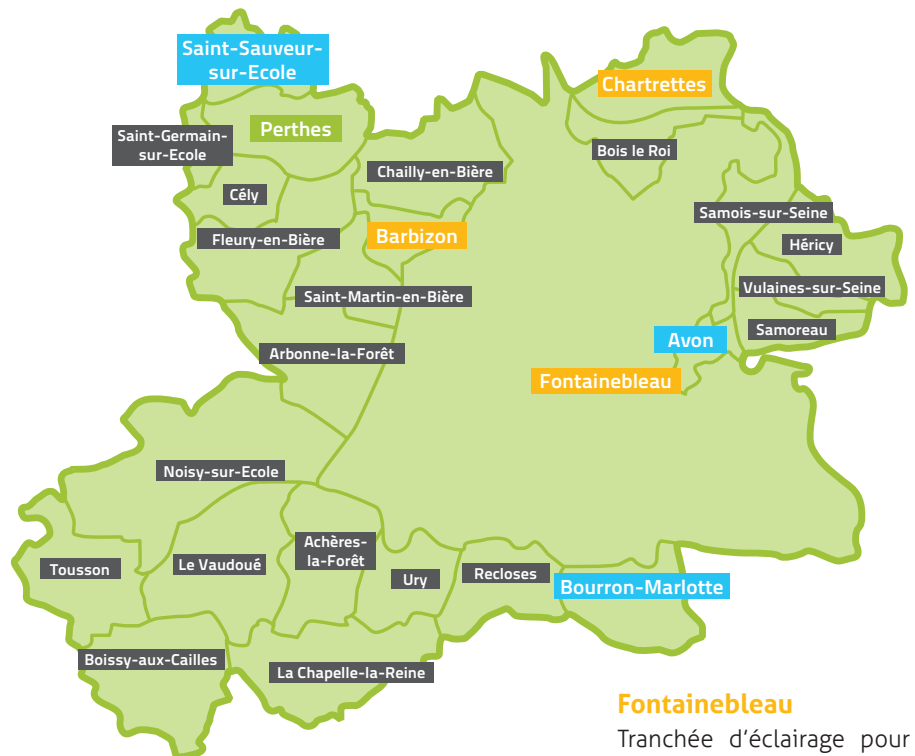 Saint-Sauveur-
sur-Ecole
Chartrettes
Perthes
Saint-Germain-
sur-Ecole
Bois le Roi
Chailly-en-Bière
Cély
Samois-sur-Seine
Fleury-en-Bière
Barbizon
Héricy
Vulaines-sur-Seine
Saint-Martin-en-Bière
Samoreau
Avon
Arbonne-la-Forêt
Fontainebleau
Noisy-sur-Ecole
Achères-
la-Forêt
Tousson
Le Vaudoué
Ury
Recloses
Bourron-Marlotte
Boissy-aux-Cailles
La Chapelle-la-Reine
Fontainebleau
Tranchée d'éclairage pour